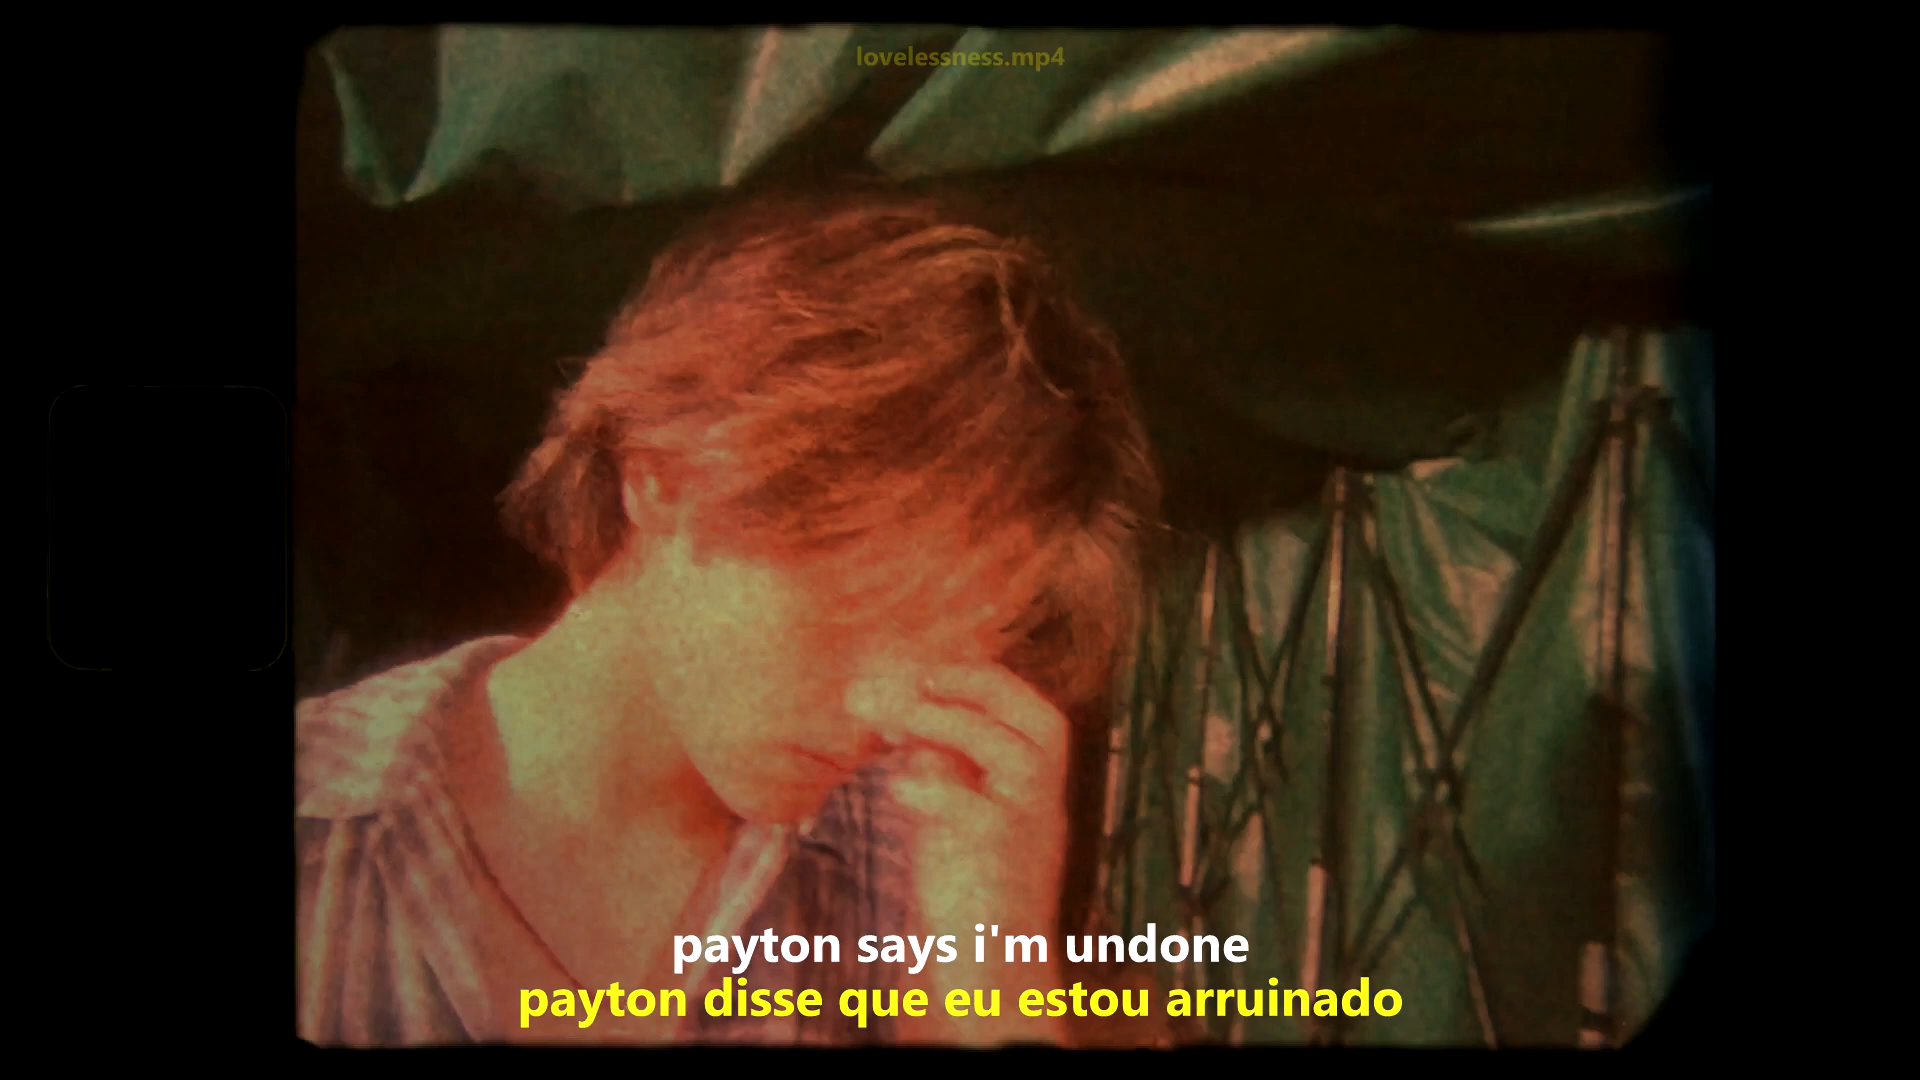 lovelessness.mp4
payton says i'm undone
payton disse que eu estou arruinado